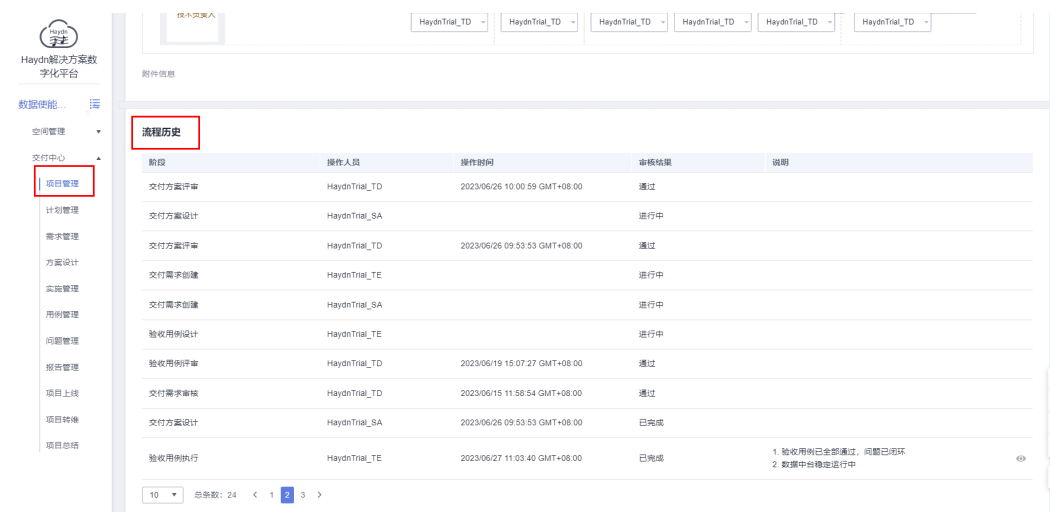 Haydn
Haydn解决方案数
字化平台
数据使能...
空间管理
交付中心
项目管理
计划管理
需求管理
方案设计
实施管理
用例管理
问题管理
报告管理
项目上线
项目转维
项目总结
技术负责人
HaydnTrial_TD HaydnTrial_TD HaydnTrial_TD HaydnTrial_TD HaydnTrial_TD HaydnTrial_TD
附件信息
流程历史
阶段 操作人员 操作时间 审核结果 说明
交付方案评审 HaydnTrial_TD 2023/06/26 10:00:59 GMT+08:00 通过
交付方案设计 HaydnTrial_SA 进行中
交付方案评审 HaydnTrial_TD 2023/06/26 09:53:53 GMT+08:00 通过
交付需求创建 HaydnTrial_TE 进行中
交付需求创建 HaydnTrial_SA 进行中
验收用例设计 HaydnTrial_TE 进行中
验收用例评审 HaydnTrial_TD 2023/06/19 15:07:27 GMT+08:00 通过
交付需求审核 HaydnTrial_TD 2023/06/15 11:58:54 GMT+08:00 通过
交付方案设计 HaydnTrial_SA 2023/06/26 09:53:53 GMT+08:00 已完成
验收用例执行 HaydnTrial_TE 2023/06/27 11:03:40 GMT+08:00 已完成 1. 验收用例已全部通过，问题已闭环
2. 数据中台稳定运行中
10 总条数：24 < 1 2 3 >